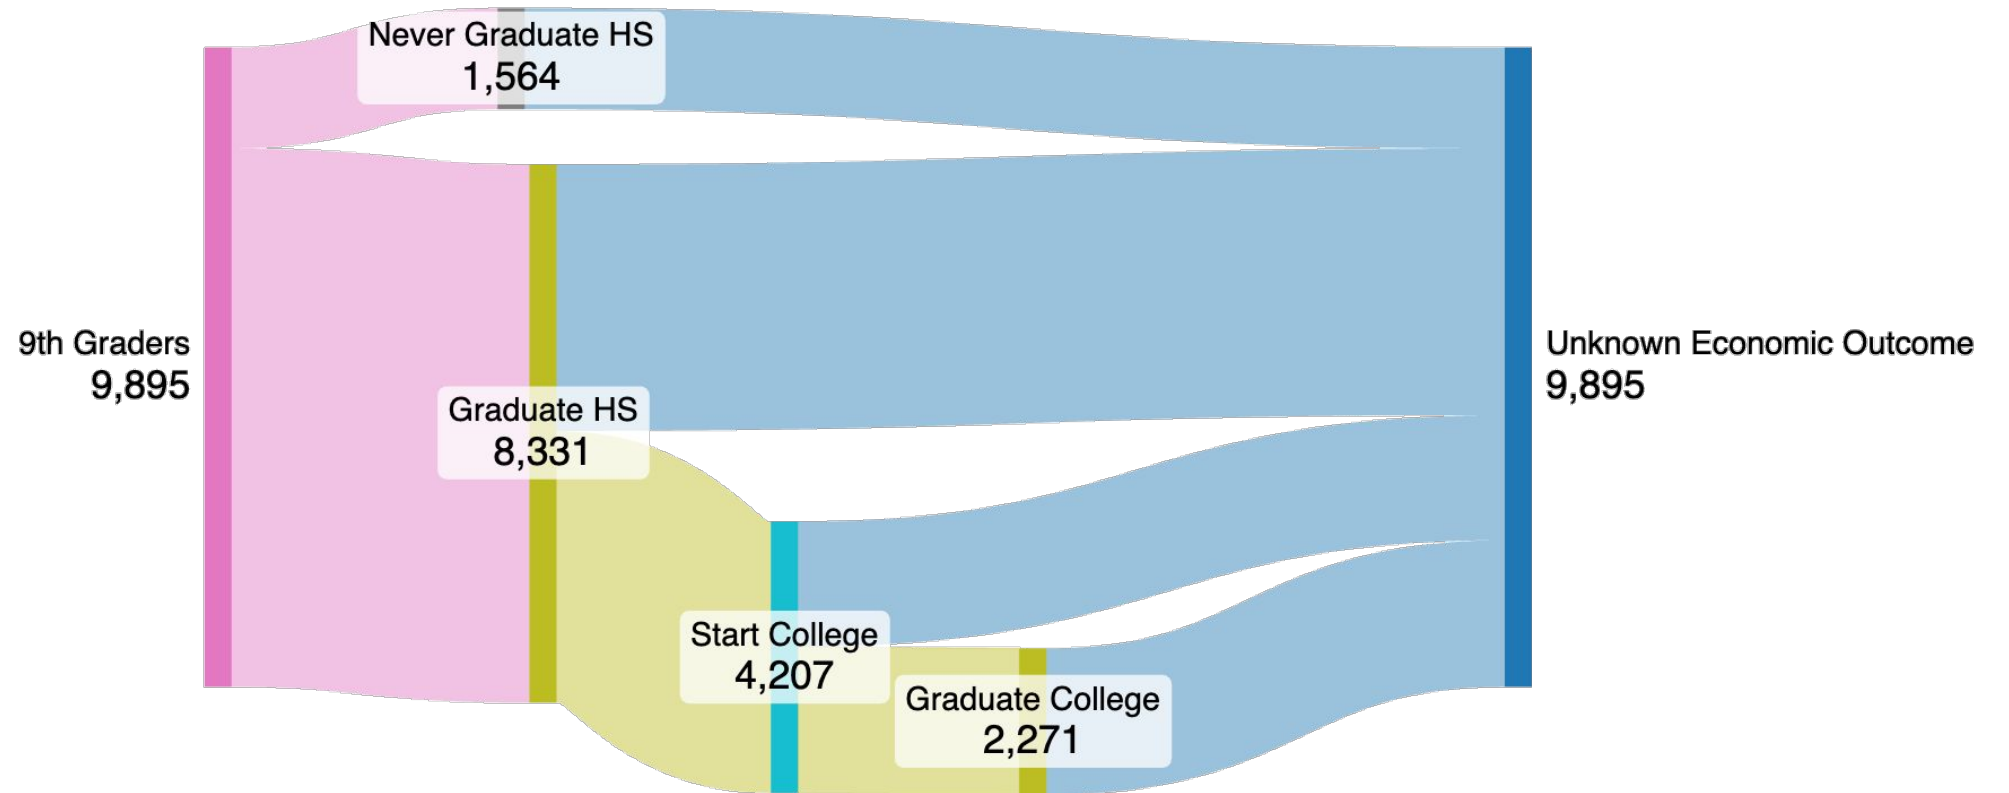 Never Graduate HS
1,564
9th Graders
9,895
Unknown Economic Outcome
9,895
Graduate HS
8,331
Start College
4,207
Graduate College
2,271